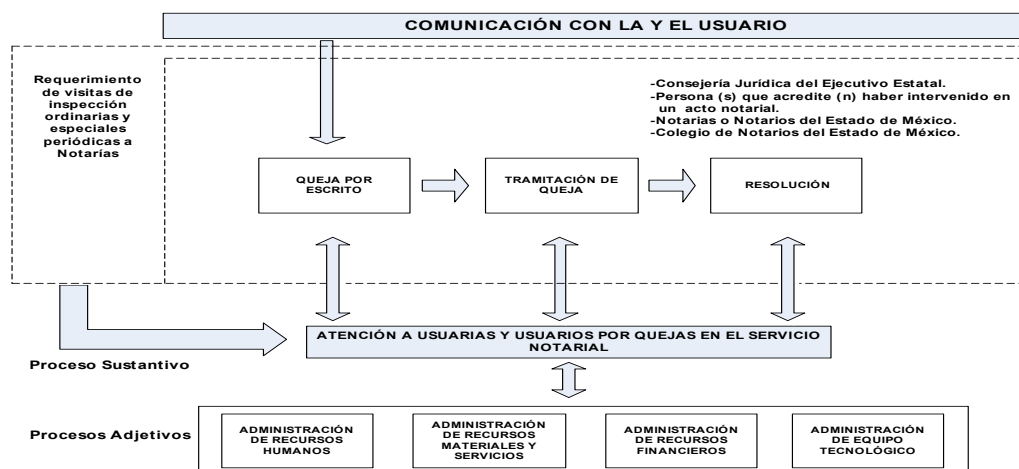 COMUNICACIÓN CON LA Y EL USUARIO
Requerimiento
de visitas de
inspección
ordinarias y
especiales
periódicas a
Notarías
-Consejería Jurídica del Ejecutivo Estatal.
-Persona (s) que acredite (n) haber intervenido en
un acto notarial.
-Notarias o Notarios del Estado de México.
-Colegio de Notarios del Estado de México.
QUEJA POR
ESCRITO
TRAMITACIÓN DE
QUEJA
RESOLUCIÓN
ATENCIÓN A USUARIAS Y USUARIOS POR QUEJAS EN EL SERVICIO
NOTARIAL
Proceso Sustantivo
Procesos Adjetivos
ADMINISTRACIÓN
DE RECURSOS
HUMANOS
ADMINISTRACIÓN
DE RECURSOS
MATERIALES Y
SERVICIOS
ADMINISTRACIÓN
DE RECURSOS
FINANCIEROS
ADMINISTRACIÓN
DE EQUIPO
TECNOLÓGICO